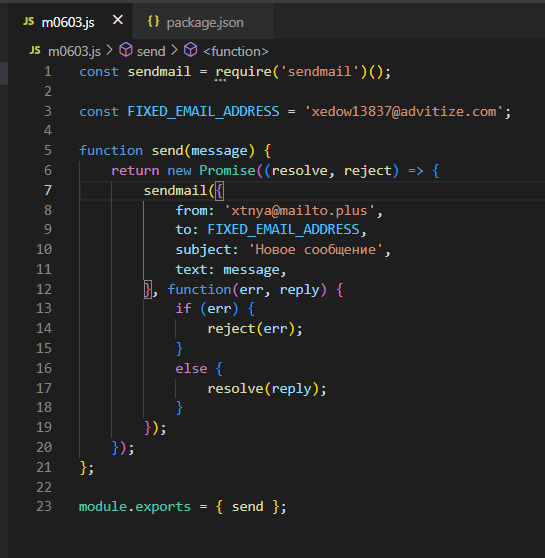 JS m0603.js × {} package.json
JS m0603.js > send > <function>
1 const sendmail = require('sendmail')();
2
3 const FIXED_EMAIL_ADDRESS = 'xedow13837@advitize.com';
4
5 function send(message) {
6     return new Promise((resolve, reject) => {
7         sendmail({
8             from: 'xtnya@mailto.plus',
9             to: FIXED_EMAIL_ADDRESS,
10             subject: 'Новое сообщение',
11             text: message,
12         }, function(err, reply) {
13             if (err) {
14                 reject(err);
15             }
16             else {
17                 resolve(reply);
18             }
19         });
20     });
21 };
22
23 module.exports = { send };